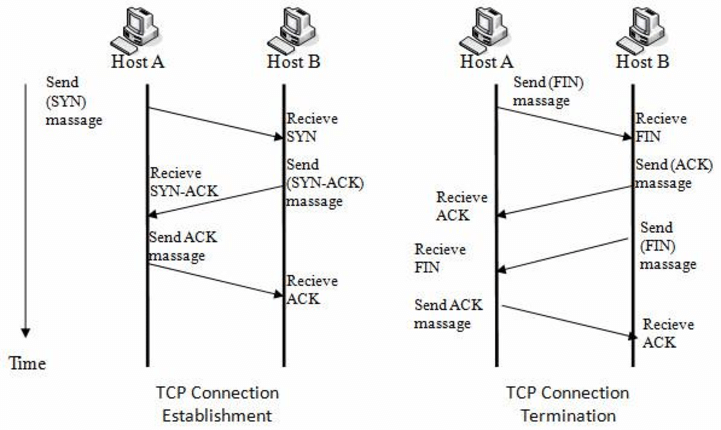 Host A
Host B
Send
(SYN)
massage
Recieve
SYN
Send
(SYN-ACK)
massage
Recieve
SYN-ACK
Send ACK
massage
Recieve
ACK
Time
TCP Connection
Establishment
Host A
Host B
Send (FIN)
massage
Recieve
FIN
Send (ACK)
massage
Recieve
ACK
Send
(FIN)
massage
Recieve
FIN
Send ACK
massage
Recieve
ACK
TCP Connection
Termination